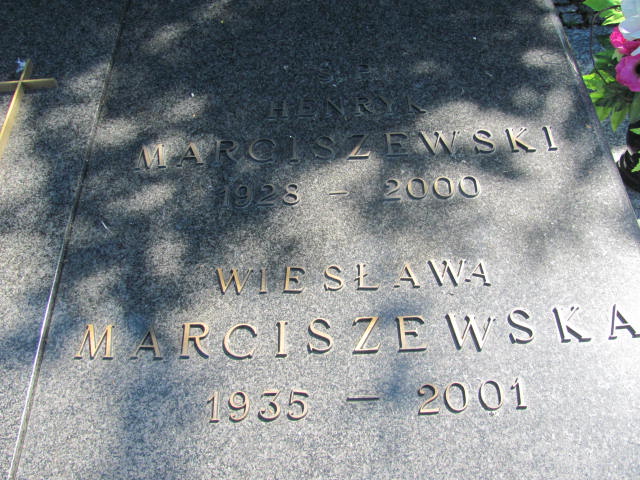 HENRYK
MARCISZEWSKI
1928 – 2000
WIESŁAWA
MARCISZEWSKA
1935 – 2001